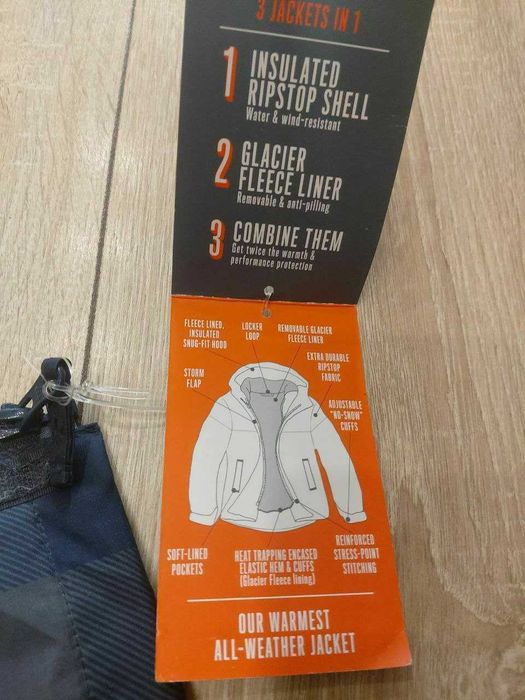 3 JACKETS IN 1
1 INSULATED
RIPSTOP SHELL
Water & wind-resistant
2 GLACIER
FLEECE LINER
Removable & anti-pilling
3 COMBINE THEM
Get twice the warmth &
performance protection
FLEECE LINED,
INSULATED
SNUG-FIT HOOD
LOCKER
LOOP
REMOVABLE GLACIER
FLEECE LINER
STORM
FLAP
EXTRA DURABLE
RIPSTOP
FABRIC
ADJUSTABLE
"NO-SNOW"
CUFFS
SOFT-LINED
POCKETS
HEAT TRAPPING ENCASED
ELASTIC HEM & CUFFS
(Glacier Fleece lining)
REINFORCED
STRESS-POINT
STITCHING
OUR WARMEST
ALL-WEATHER JACKET